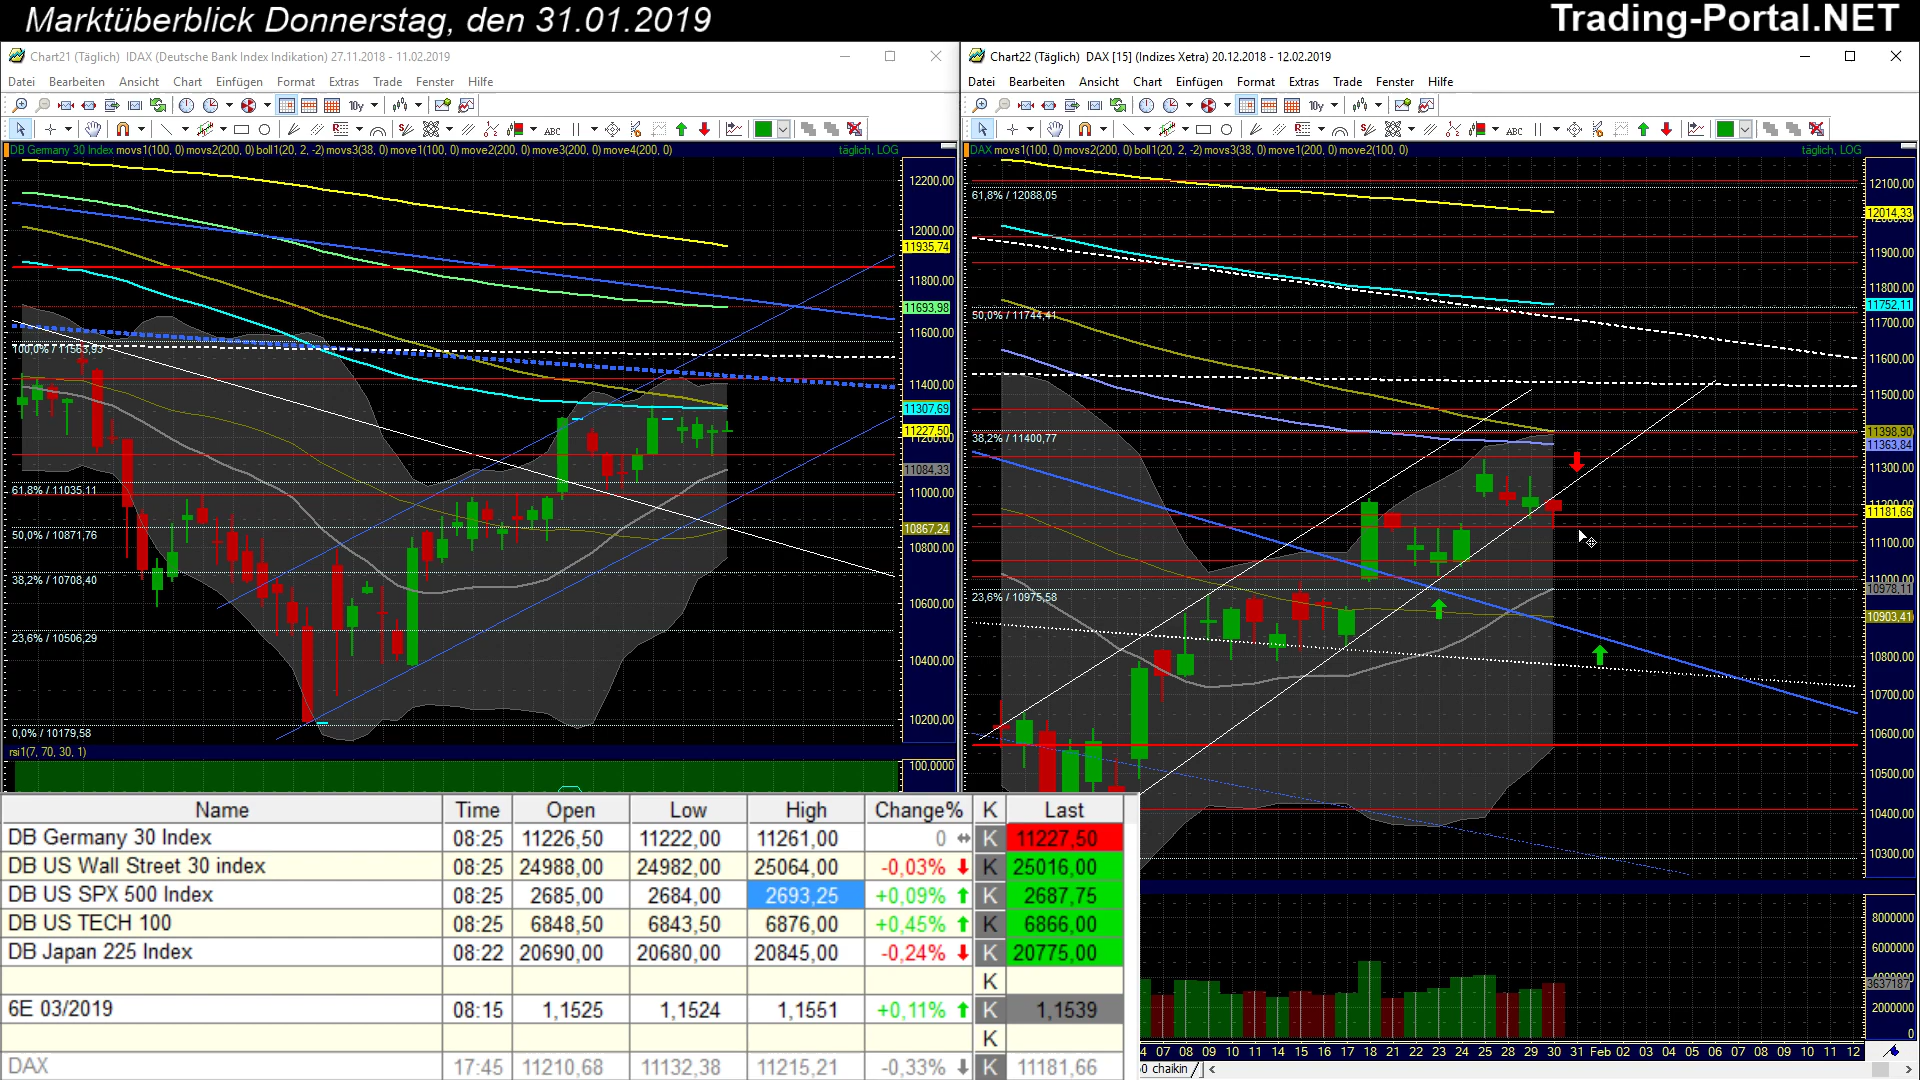 Marktüberblick Donnerstag, den 31.01.2019
Trading-Portal.NET
Chart21 (Täglich)  IDAX (Deutsche Bank Index Indikation) 27.11.2018 - 11.02.2019
Datei Bearbeiten Ansicht Chart Einfügen Format Extras Trade Fenster Hilfe
10y
ABC
DB Germany 30 Index movs1(100, 0) movs2(200, 0) boll1(20, 2, -2) movs3(38, 0) move1(100, 0) move2(200, 0) move3(200, 0) move4(200, 0)
täglich, LOG
12200,00
12000,00
11935,74
11800,00
11693,98
11600,00
100,0% / 11563,93
11400,00
11307,69
11227,50
11200,00
11084,33
61,8% / 11035,11
11000,00
10867,24
50,0% / 10871,76
10800,00
38,2% / 10708,40
10600,00
23,6% / 10506,29
10400,00
10200,00
0,0% / 10179,58
rsi1(7, 70, 30, 1)
100,0000
Chart22 (Täglich)  DAX [15] (Indizes Xetra) 20.12.2018 - 12.02.2019
Datei Bearbeiten Ansicht Chart Einfügen Format Extras Trade Fenster Hilfe
10y
ABC
DAX movs1(100, 0) movs2(200, 0) boll1(20, 2, -2) movs3(38, 0) move1(200, 0) move2(100, 0)
täglich, LOG
12100,00
61,8% / 12088,05
12014,33
11900,00
11800,00
11752,11
50,0% / 11744,41
11700,00
11600,00
11500,00
11398,90
38,2% / 11400,77
11363,84
11300,00
11200,00
11181,66
11100,00
11000,00
10978,11
23,6% / 10975,58
10903,41
10800,00
10700,00
10600,00
10500,00
10400,00
10300,00
8000000
6000000
4000000
3637187
2000000
0
4 07 08 09 10 11 14 15 16 17 18 21 22 23 24 25 28 29 30 31 Feb 02 03 04 05 06 07 08 09 10 11 12
0 chaikin
Name Time Open Low High Change% K Last
DB Germany 30 Index 08:25 11226,50 11222,00 11261,00 0 K 11227,50
DB US Wall Street 30 index 08:25 24988,00 24982,00 25064,00 -0,03% K 25016,00
DB US SPX 500 Index 08:25 2685,00 2684,00 2693,25 +0,09% K 2687,75
DB US TECH 100 08:25 6848,50 6843,50 6876,00 +0,45% K 6866,00
DB Japan 225 Index 08:22 20690,00 20680,00 20845,00 -0,24% K 20775,00
K
6E 03/2019 08:15 1,1525 1,1524 1,1551 +0,11% K 1,1539
K
DAX 17:45 11210,68 11132,38 11215,21 -0,33% K 11181,66